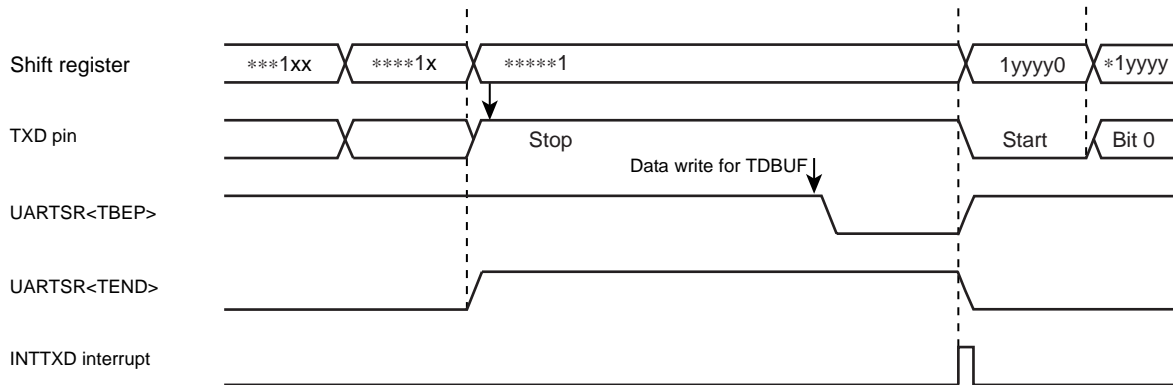 Shift register ***1xx ****1x *****1 1yyyy0 *1yyyy
TXD pin Stop Start Bit 0
Data write for TDBUF
UARTSR<TBEP>
UARTSR<TEND>
INTTXD interrupt